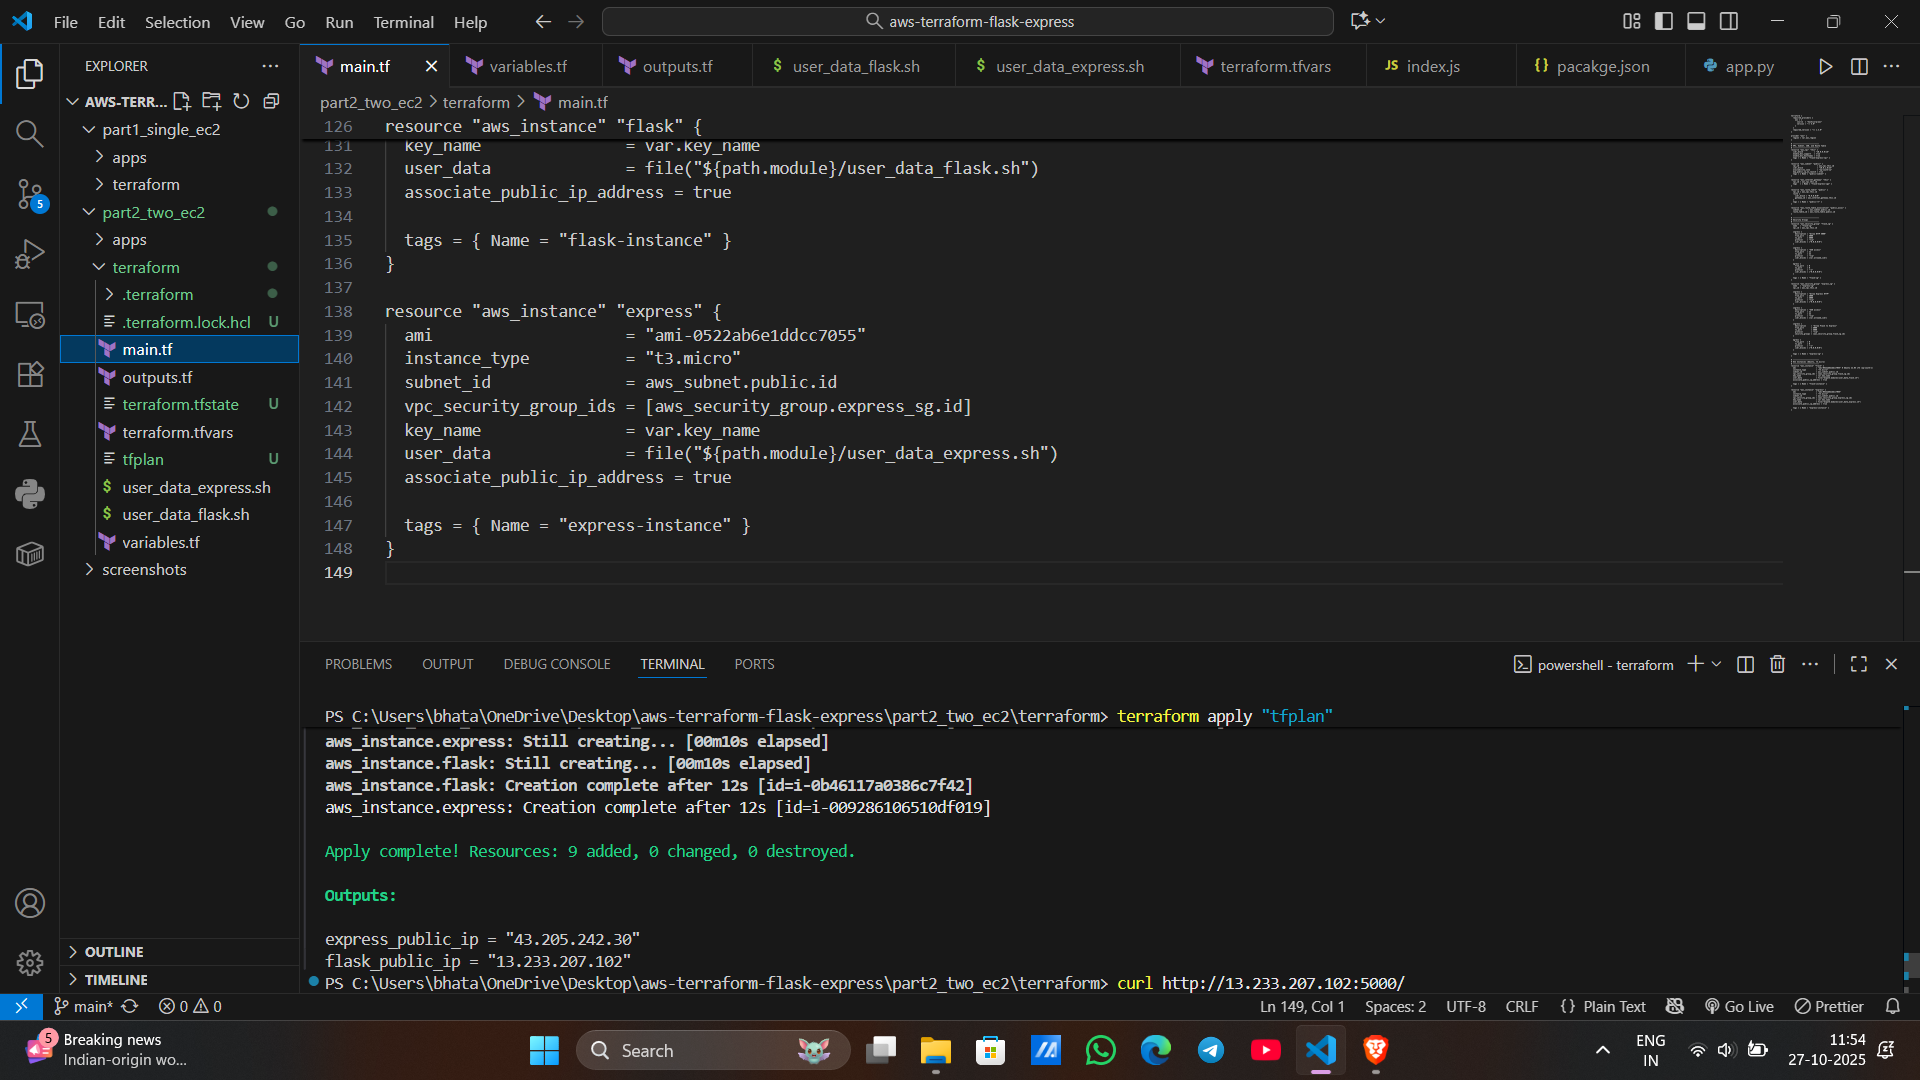 File Edit Selection View Go Run Terminal Help
aws-terraform-flask-express
EXPLORER
main.tf
variables.tf
outputs.tf
$ user_data_flask.sh
$ user_data_express.sh
terraform.tfvars
JS index.js
{} pacakge.json
app.py
AWS-TERR...
part2_two_ec2 > terraform > main.tf
part1_single_ec2
apps
terraform
part2_two_ec2
apps
terraform
.terraform
.terraform.lock.hcl U
main.tf
outputs.tf
terraform.tfstate U
terraform.tfvars
tfplan U
$ user_data_express.sh
$ user_data_flask.sh
variables.tf
screenshots
OUTLINE
TIMELINE
5
126 resource "aws_instance" "flask" {
131 key_name = var.key_name
132 user_data = file("${path.module}/user_data_flask.sh")
133 associate_public_ip_address = true
134
135 tags = { Name = "flask-instance" }
136 }
137
138 resource "aws_instance" "express" {
139 ami = "ami-0522ab6e1ddcc7055"
140 instance_type = "t3.micro"
141 subnet_id = aws_subnet.public.id
142 vpc_security_group_ids = [aws_security_group.express_sg.id]
143 key_name = var.key_name
144 user_data = file("${path.module}/user_data_express.sh")
145 associate_public_ip_address = true
146
147 tags = { Name = "express-instance" }
148 }
149
PROBLEMS OUTPUT DEBUG CONSOLE TERMINAL PORTS
powershell - terraform
PS C:\Users\bhata\OneDrive\Desktop\aws-terraform-flask-express\part2_two_ec2\terraform> terraform apply "tfplan"
aws_instance.express: Still creating... [00m10s elapsed]
aws_instance.flask: Still creating... [00m10s elapsed]
aws_instance.flask: Creation complete after 12s [id=i-0b46117a0386c7f42]
aws_instance.express: Creation complete after 12s [id=i-009286106510df019]
Apply complete! Resources: 9 added, 0 changed, 0 destroyed.
Outputs:
express_public_ip = "43.205.242.30"
flask_public_ip = "13.233.207.102"
PS C:\Users\bhata\OneDrive\Desktop\aws-terraform-flask-express\part2_two_ec2\terraform> curl http://13.233.207.102:5000/
main* 0 0
Ln 149, Col 1 Spaces: 2 UTF-8 CRLF {} Plain Text Go Live Prettier
5
Breaking news
Indian-origin wo...
Search
ENG
IN
11:54
27-10-2025